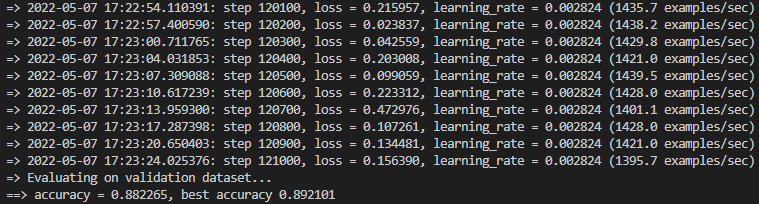 => 2022-05-07 17:22:54.110391: step 120100, loss = 0.215957, learning_rate = 0.002824 (1435.7 examples/sec)
=> 2022-05-07 17:22:57.400590: step 120200, loss = 0.023837, learning_rate = 0.002824 (1438.2 examples/sec)
=> 2022-05-07 17:23:00.711765: step 120300, loss = 0.042559, learning_rate = 0.002824 (1429.8 examples/sec)
=> 2022-05-07 17:23:04.031853: step 120400, loss = 0.203008, learning_rate = 0.002824 (1421.0 examples/sec)
=> 2022-05-07 17:23:07.309088: step 120500, loss = 0.099059, learning_rate = 0.002824 (1439.5 examples/sec)
=> 2022-05-07 17:23:10.617239: step 120600, loss = 0.223312, learning_rate = 0.002824 (1428.0 examples/sec)
=> 2022-05-07 17:23:13.959300: step 120700, loss = 0.472976, learning_rate = 0.002824 (1401.1 examples/sec)
=> 2022-05-07 17:23:17.287398: step 120800, loss = 0.107261, learning_rate = 0.002824 (1428.0 examples/sec)
=> 2022-05-07 17:23:20.650403: step 120900, loss = 0.134481, learning_rate = 0.002824 (1421.0 examples/sec)
=> 2022-05-07 17:23:24.025376: step 121000, loss = 0.156390, learning_rate = 0.002824 (1395.7 examples/sec)
=> Evaluating on validation dataset...
==> accuracy = 0.882265, best accuracy 0.892101